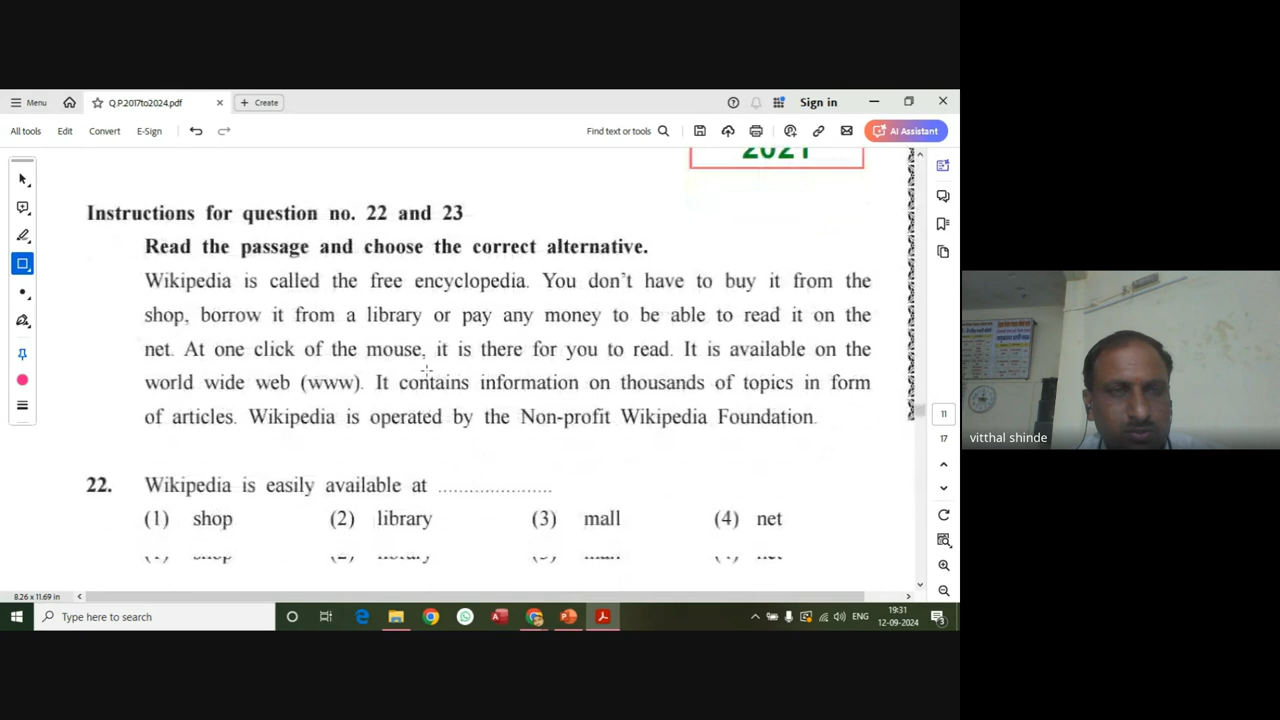 Menu
Q.P.2017to2024.pdf
Create
Sign in
All tools Edit Convert E-Sign
Find text or tools
AI Assistant
2021
Instructions for question no. 22 and 23
Read the passage and choose the correct alternative.
Wikipedia is called the free encyclopedia. You don't have to buy it from the
shop, borrow it from a library or pay any money to be able to read it on the
net. At one click of the mouse, it is there for you to read. It is available on the
world wide web (www). It contains information on thousands of topics in form
of articles. Wikipedia is operated by the Non-profit Wikipedia Foundation.
22. Wikipedia is easily available at .....................
(1) shop (2) library (3) mall (4) net
11
17
8.26 x 11.69 in
Type here to search
ENG
19:31
12-09-2024
3
vitthal shinde